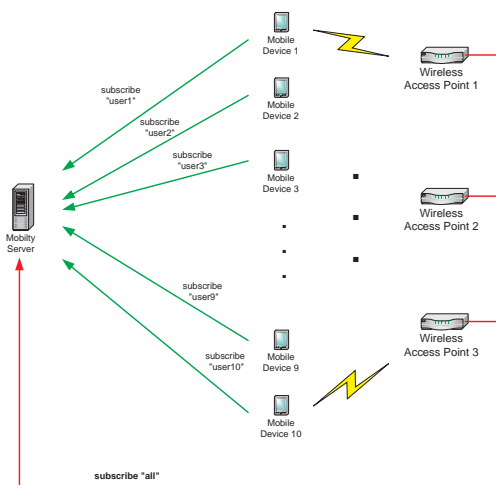 Mobile
Device 1
Wireless
Access Point 1
subscribe
"user1"
Mobile
Device 2
subscribe
"user2"
subscribe
"user3"
Mobile
Device 3
Mobilty
Server
Wireless
Access Point 2
subscribe
"user9"
Mobile
Device 9
Wireless
Access Point 3
subscribe
"user10"
Mobile
Device 10
subscribe "all"